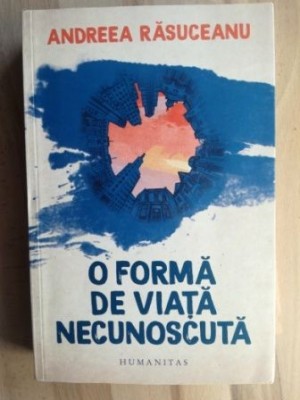 ANDREEA RĂSUCEANU
O FORMĂ
DE VIAȚĂ
NECUNOSCUTĂ
HUMANITAS